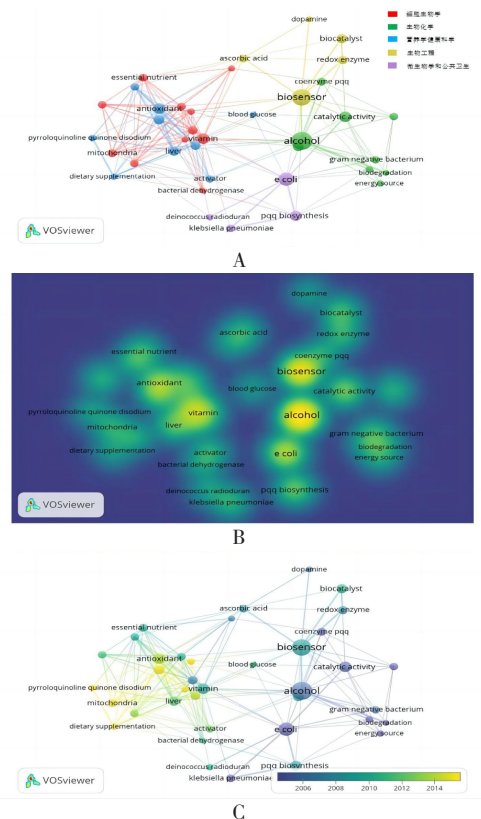 dopamine
细胞生物学
生物化学
营养学健康科学
生物工程
微生物学和公共卫生
biocatalyst
ascorbic acid
redox enzyme
essential nutrient
coenzyme pqq
biosensor
antioxidant
blood glucose
catalytic activity
pyrroloquinoline quinone disodium
vitamin
alcohol
mitochondria
liver
gram negative bacterium
dietary supplementation
activator
e coli
biodegradation
energy source
bacterial dehydrogenase
deinococcus radioduran
pqq biosynthesis
klebsiella pneumoniae
VOSviewer
A
dopamine
biocatalyst
ascorbic acid
redox enzyme
essential nutrient
coenzyme pqq
biosensor
antioxidant
blood glucose
catalytic activity
pyrroloquinoline quinone disodium
vitamin
alcohol
mitochondria
liver
gram negative bacterium
dietary supplementation
activator
e coli
biodegradation
energy source
bacterial dehydrogenase
deinococcus radioduran
pqq biosynthesis
klebsiella pneumoniae
VOSviewer
B
dopamine
biocatalyst
ascorbic acid
redox enzyme
essential nutrient
coenzyme pqq
biosensor
antioxidant
blood glucose
catalytic activity
pyrroloquinoline quinone disodium
vitamin
alcohol
mitochondria
liver
gram negative bacterium
dietary supplementation
activator
e coli
biodegradation
energy source
bacterial dehydrogenase
deinococcus radioduran
pqq biosynthesis
klebsiella pneumoniae
VOSviewer
2006 2008 2010 2012 2014
C